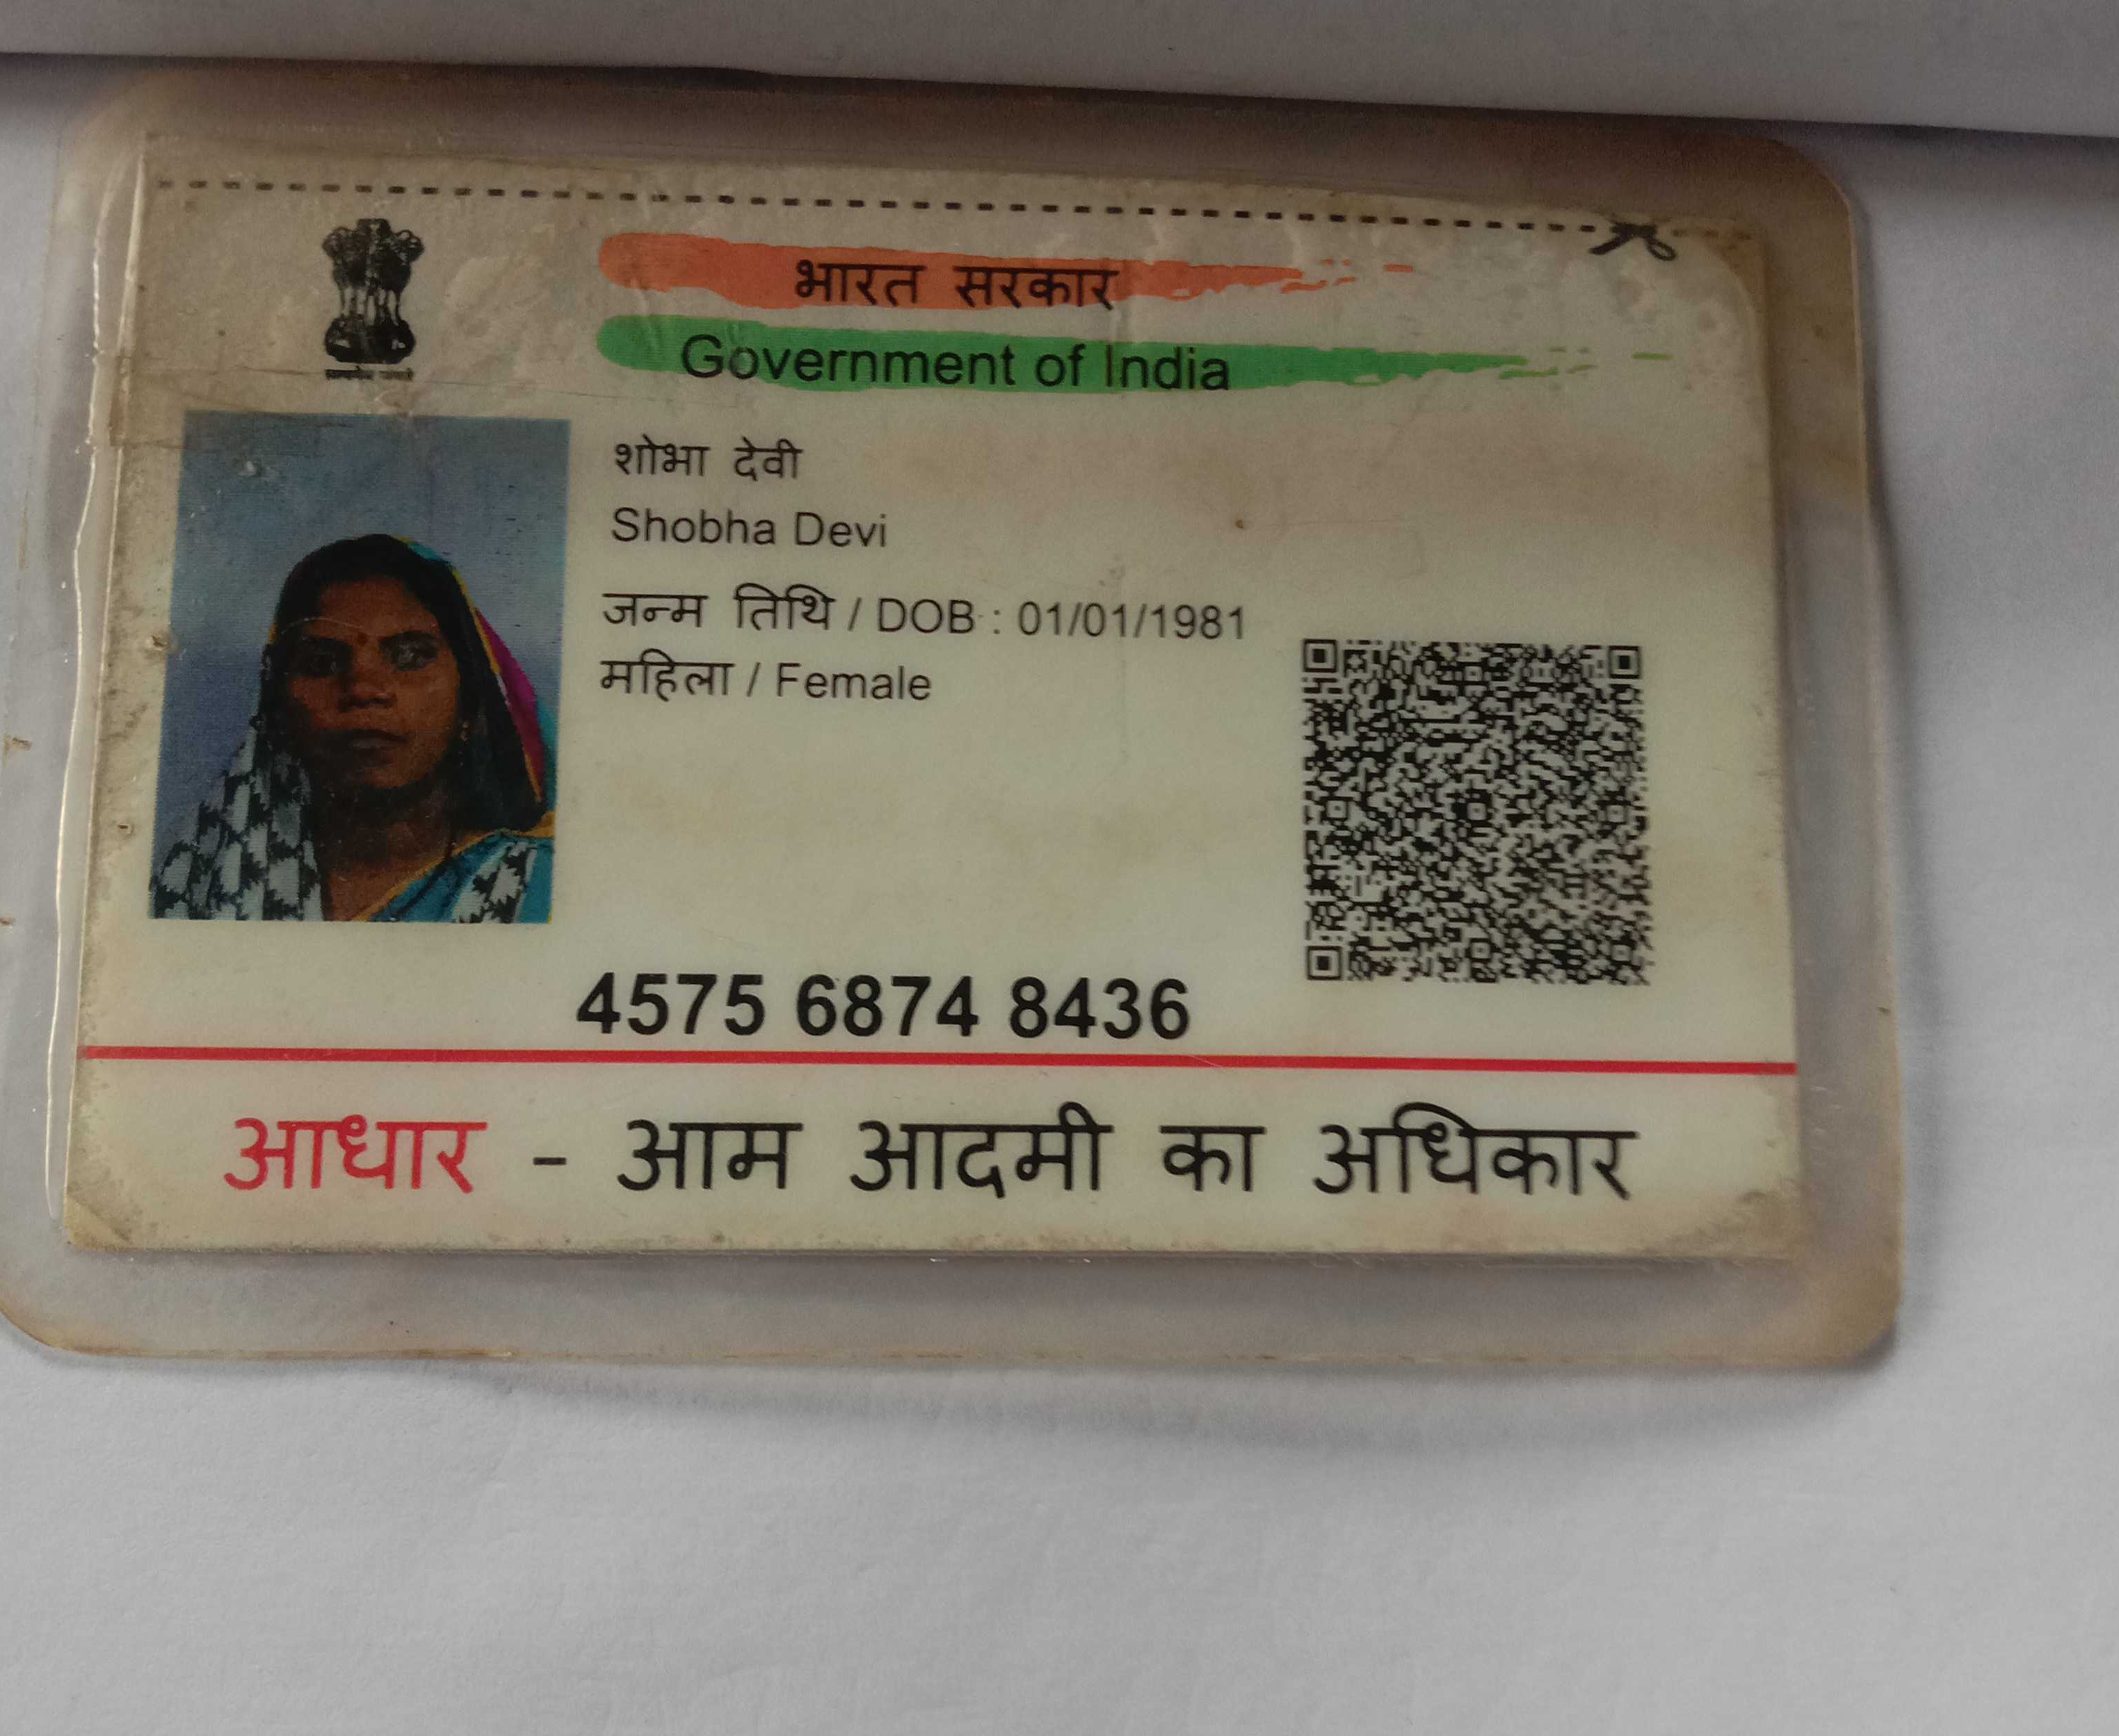 भारत सरकार
Government of India
शोभा देवी
Shobha Devi
जन्म तिथि / DOB : 01/01/1981
महिला / Female
4575 6874 8436
आधार - आम आदमी का अधिकार